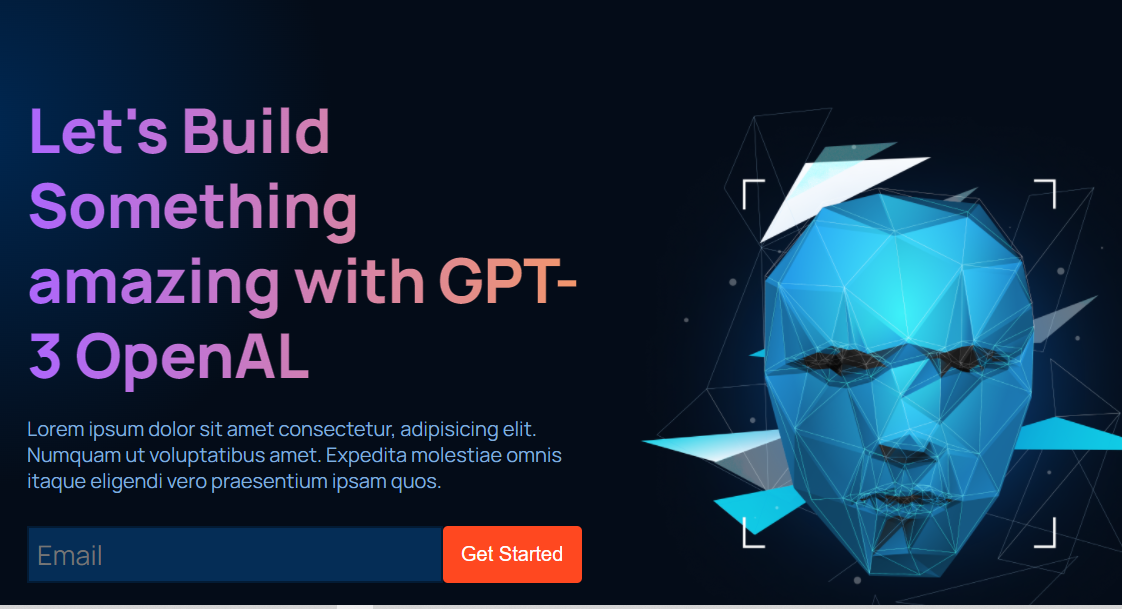 Let's Build
Something
amazing with GPT-
3 OpenAL
Lorem ipsum dolor sit amet consectetur, adipisicing elit.
Numquam ut voluptatibus amet. Expedita molestiae omnis
itaque eligendi vero praesentium ipsam quos.
Email
Get Started